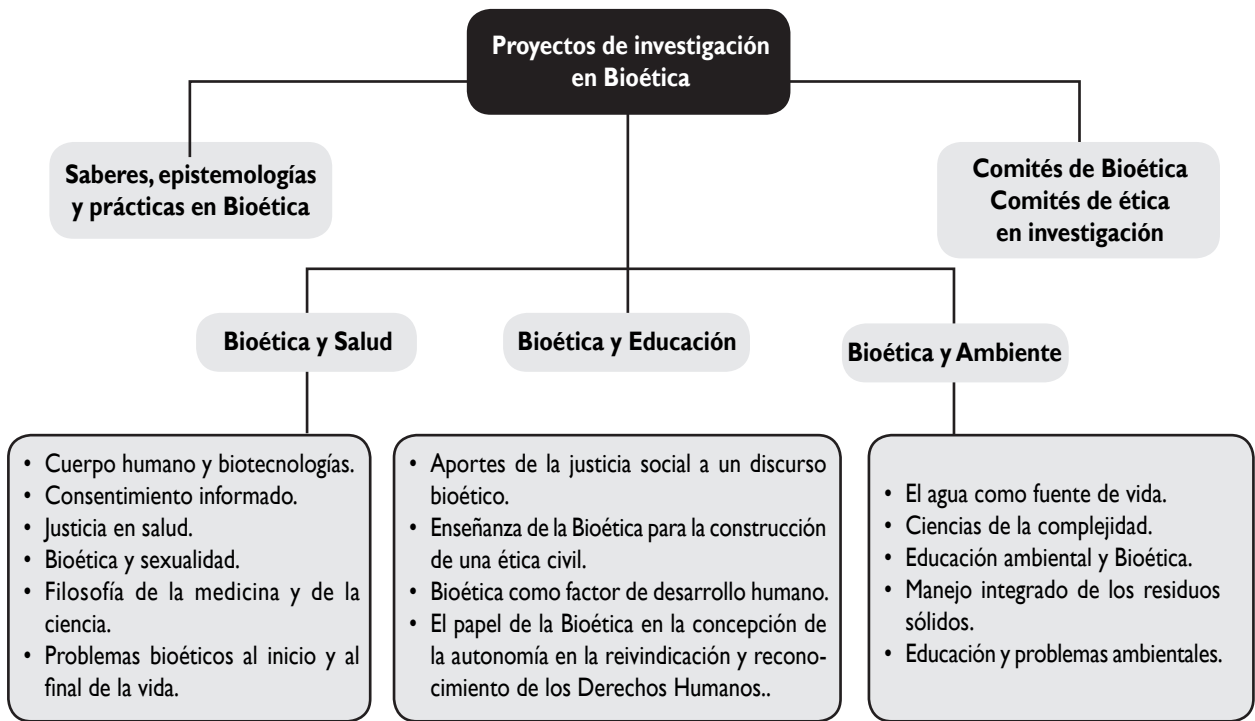 Proyectos de investigación
en Bioética
Saberes, epistemologías
y prácticas en Bioética
Comités de Bioética
Comités de ética
en investigación
Bioética y Salud
Bioética y Educación
Bioética y Ambiente
• Cuerpo humano y biotecnologías.
• Consentimiento informado.
• Justicia en salud.
• Bioética y sexualidad.
• Filosofía de la medicina y de la
ciencia.
• Problemas bioéticos al inicio y al
final de la vida.
• Aportes de la justicia social a un discurso
bioético.
• Enseñanza de la Bioética para la construcción
de una ética civil.
• Bioética como factor de desarrollo humano.
• El papel de la Bioética en la concepción de
la autonomía en la reivindicación y recono-
cimiento de los Derechos Humanos..
• El agua como fuente de vida.
• Ciencias de la complejidad.
• Educación ambiental y Bioética.
• Manejo integrado de los residuos
sólidos.
• Educación y problemas ambientales.